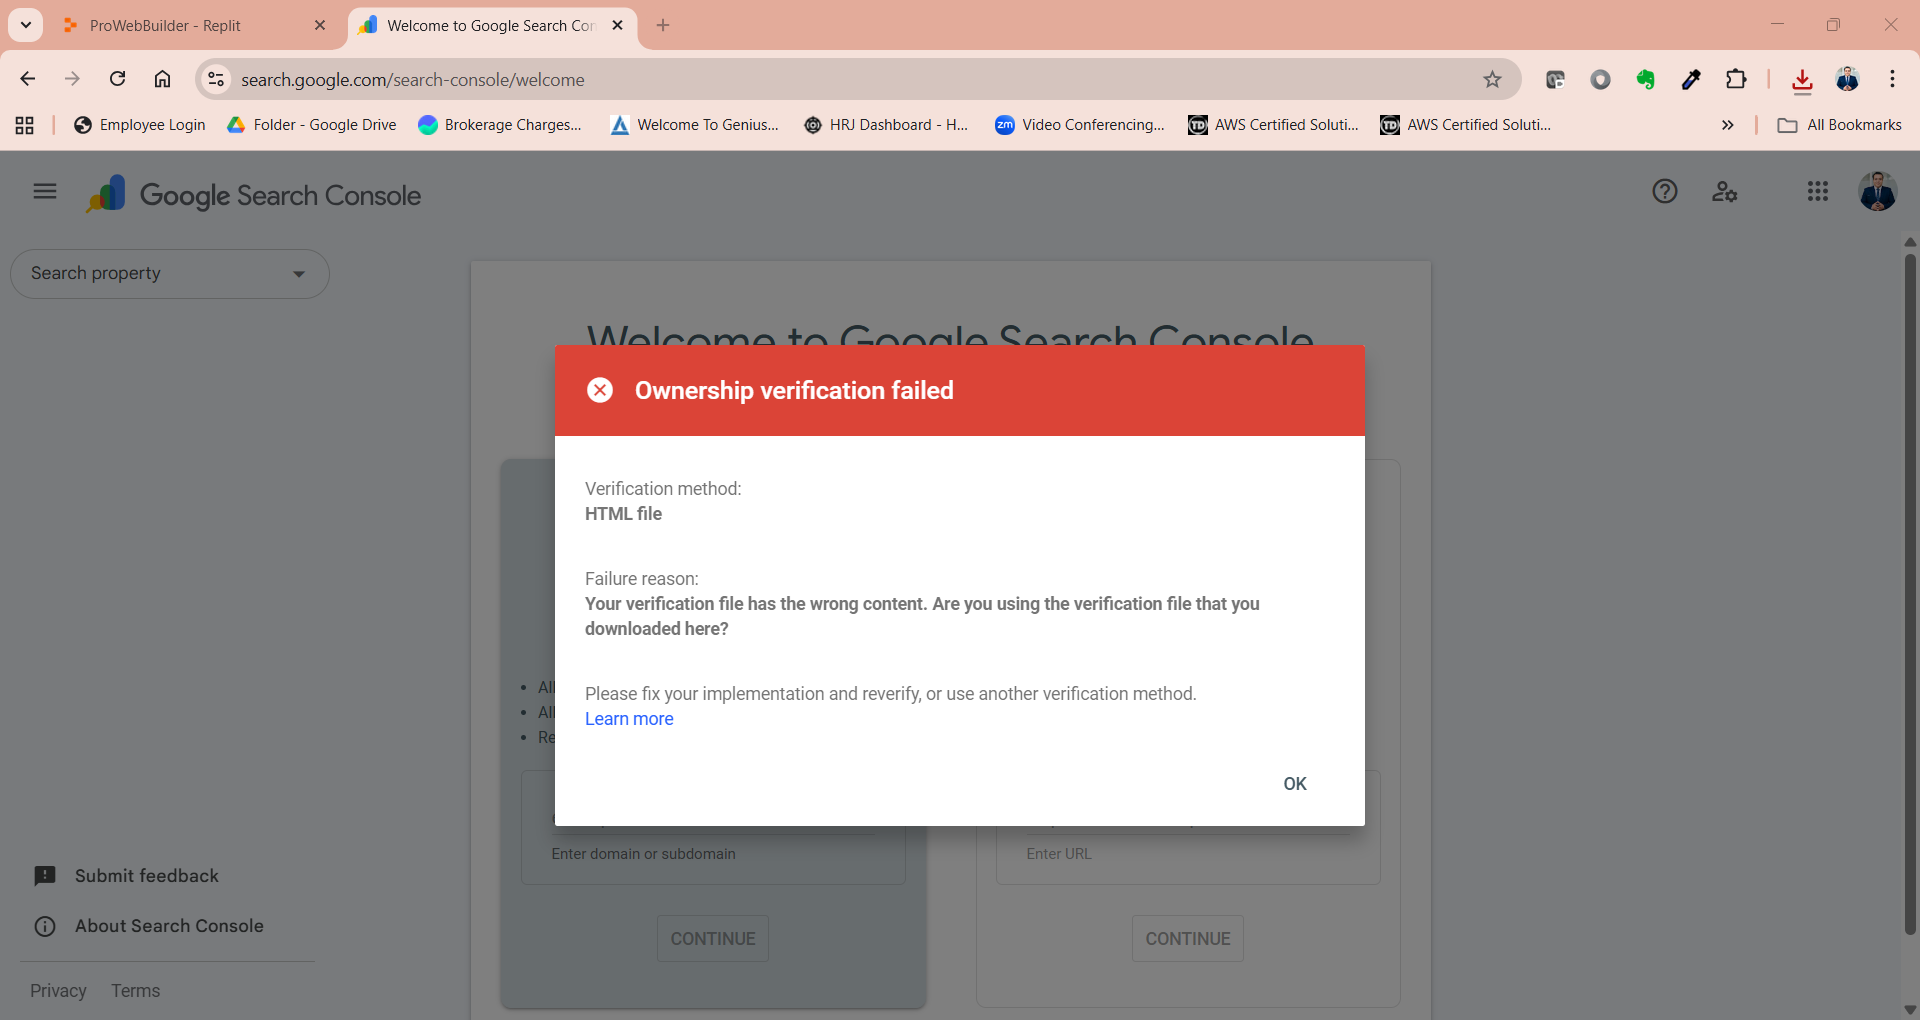 ProWebBuilder - Replit
Welcome to Google Search Con
search.google.com/search-console/welcome
Employee Login
Folder - Google Drive
Brokerage Charges...
Welcome To Genius...
HRJ Dashboard - H...
zm
Video Conferencing...
TD
AWS Certified Soluti...
TD
AWS Certified Soluti...
All Bookmarks
Google Search Console
Search property
Welcome to Google Search Console
Ownership verification failed
Verification method:
HTML file
Failure reason:
Your verification file has the wrong content. Are you using the verification file that you
downloaded here?
Please fix your implementation and reverify, or use another verification method.
Learn more
OK
Enter domain or subdomain
Enter URL
Submit feedback
About Search Console
CONTINUE
CONTINUE
Privacy
Terms